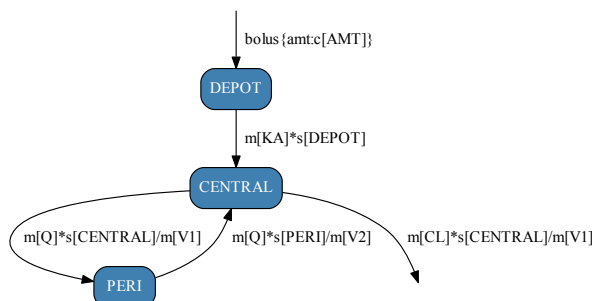 bolus{amt:c[AMT]}
DEPOT
m[KA]*s[DEPOT]
CENTRAL
m[Q]*s[CENTRAL]/m[V1]
m[Q]*s[PERI]/m[V2]
m[CL]*s[CENTRAL]/m[V1]
PERI